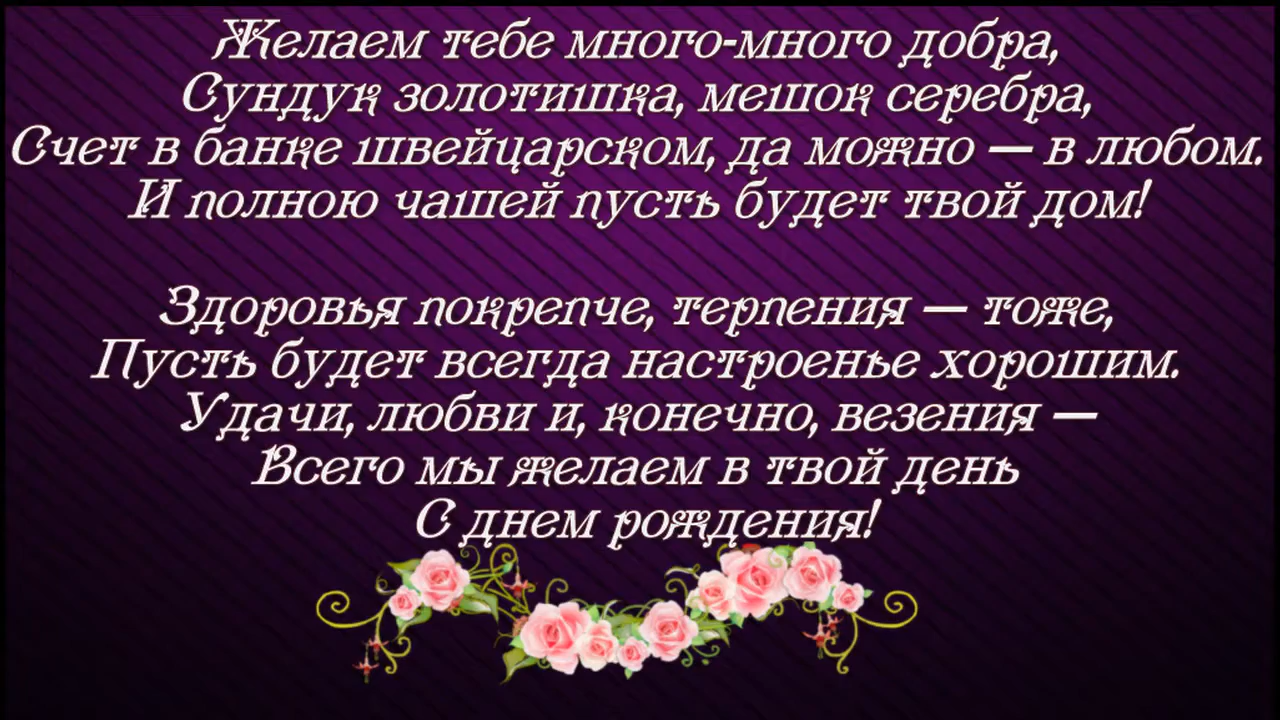 Желаем тебе много-много добра,
Сундук золотишка, мешок серебра,
Счет в банке швейцарском, да можно — в любом.
И полною чашей пусть будет твой дом!
Здоровья покрепче, терпения — тоже,
Пусть будет всегда настроенье хорошим.
Удачи, любви и, конечно, везения —
Всего мы желаем в твой день
С днем рождения!